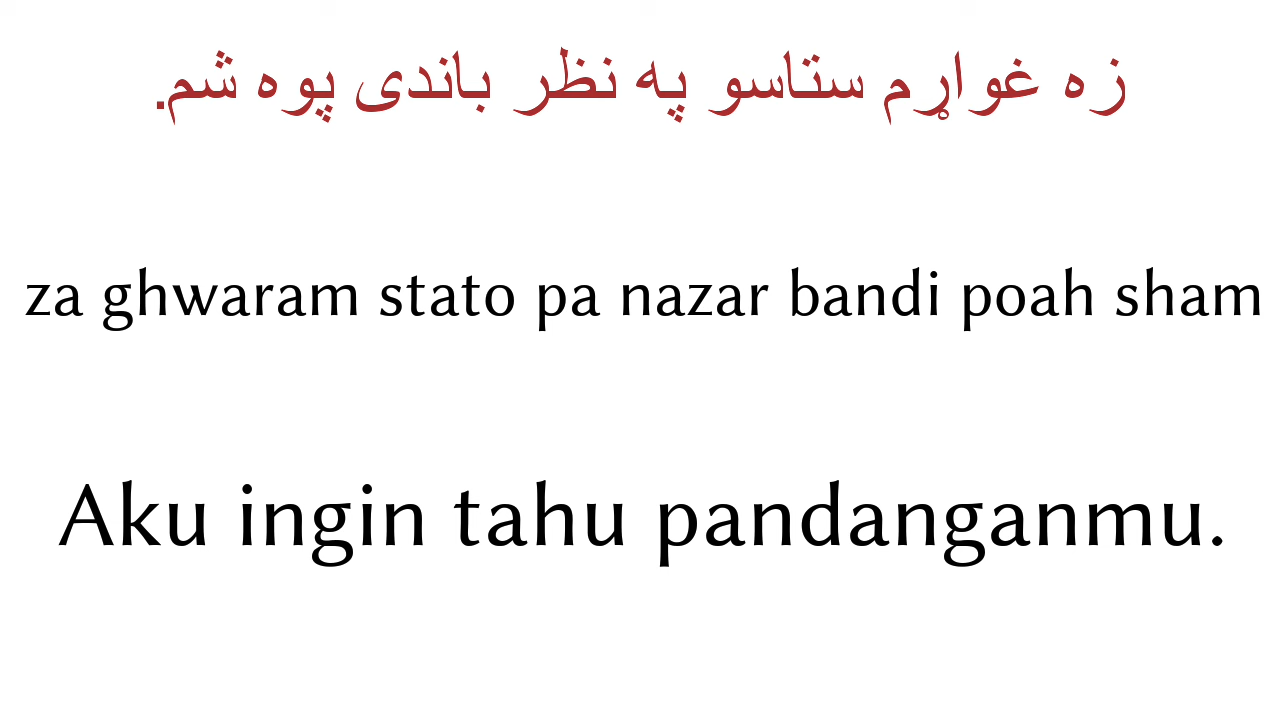 زه غواړم ستاسو په نظر باندی پوه شم.
za ghwaram stato pa nazar bandi poah sham
Aku ingin tahu pandanganmu.